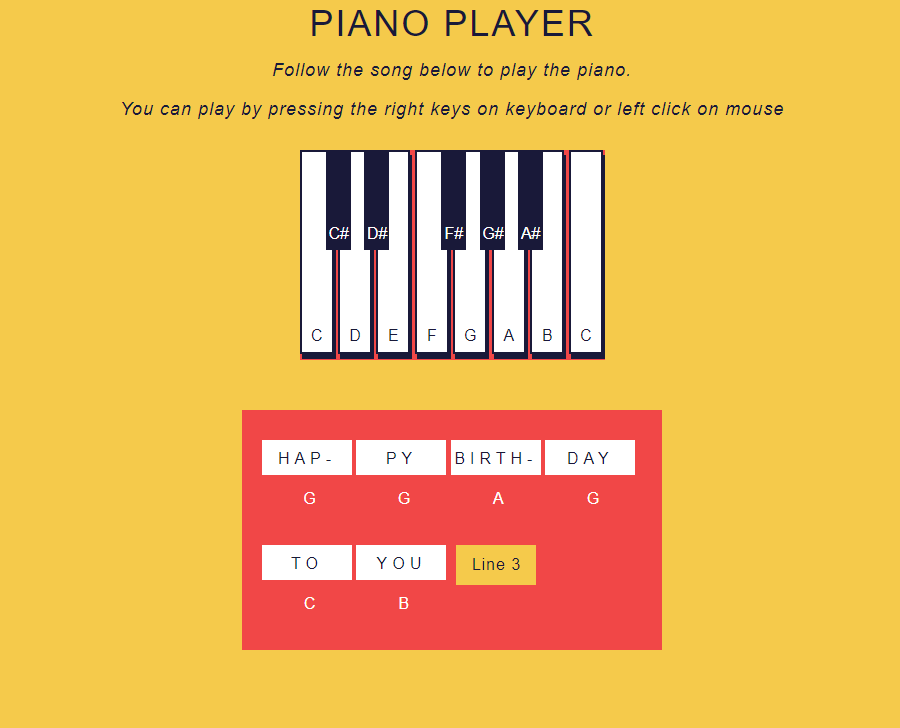 PIANO PLAYER
Follow the song below to play the piano.
You can play by pressing the right keys on keyboard or left click on mouse
C# D# F# G# A#
C D E F G A B C
HAP- PY BIRTH- DAY
G G A G
TO YOU Line 3
C B